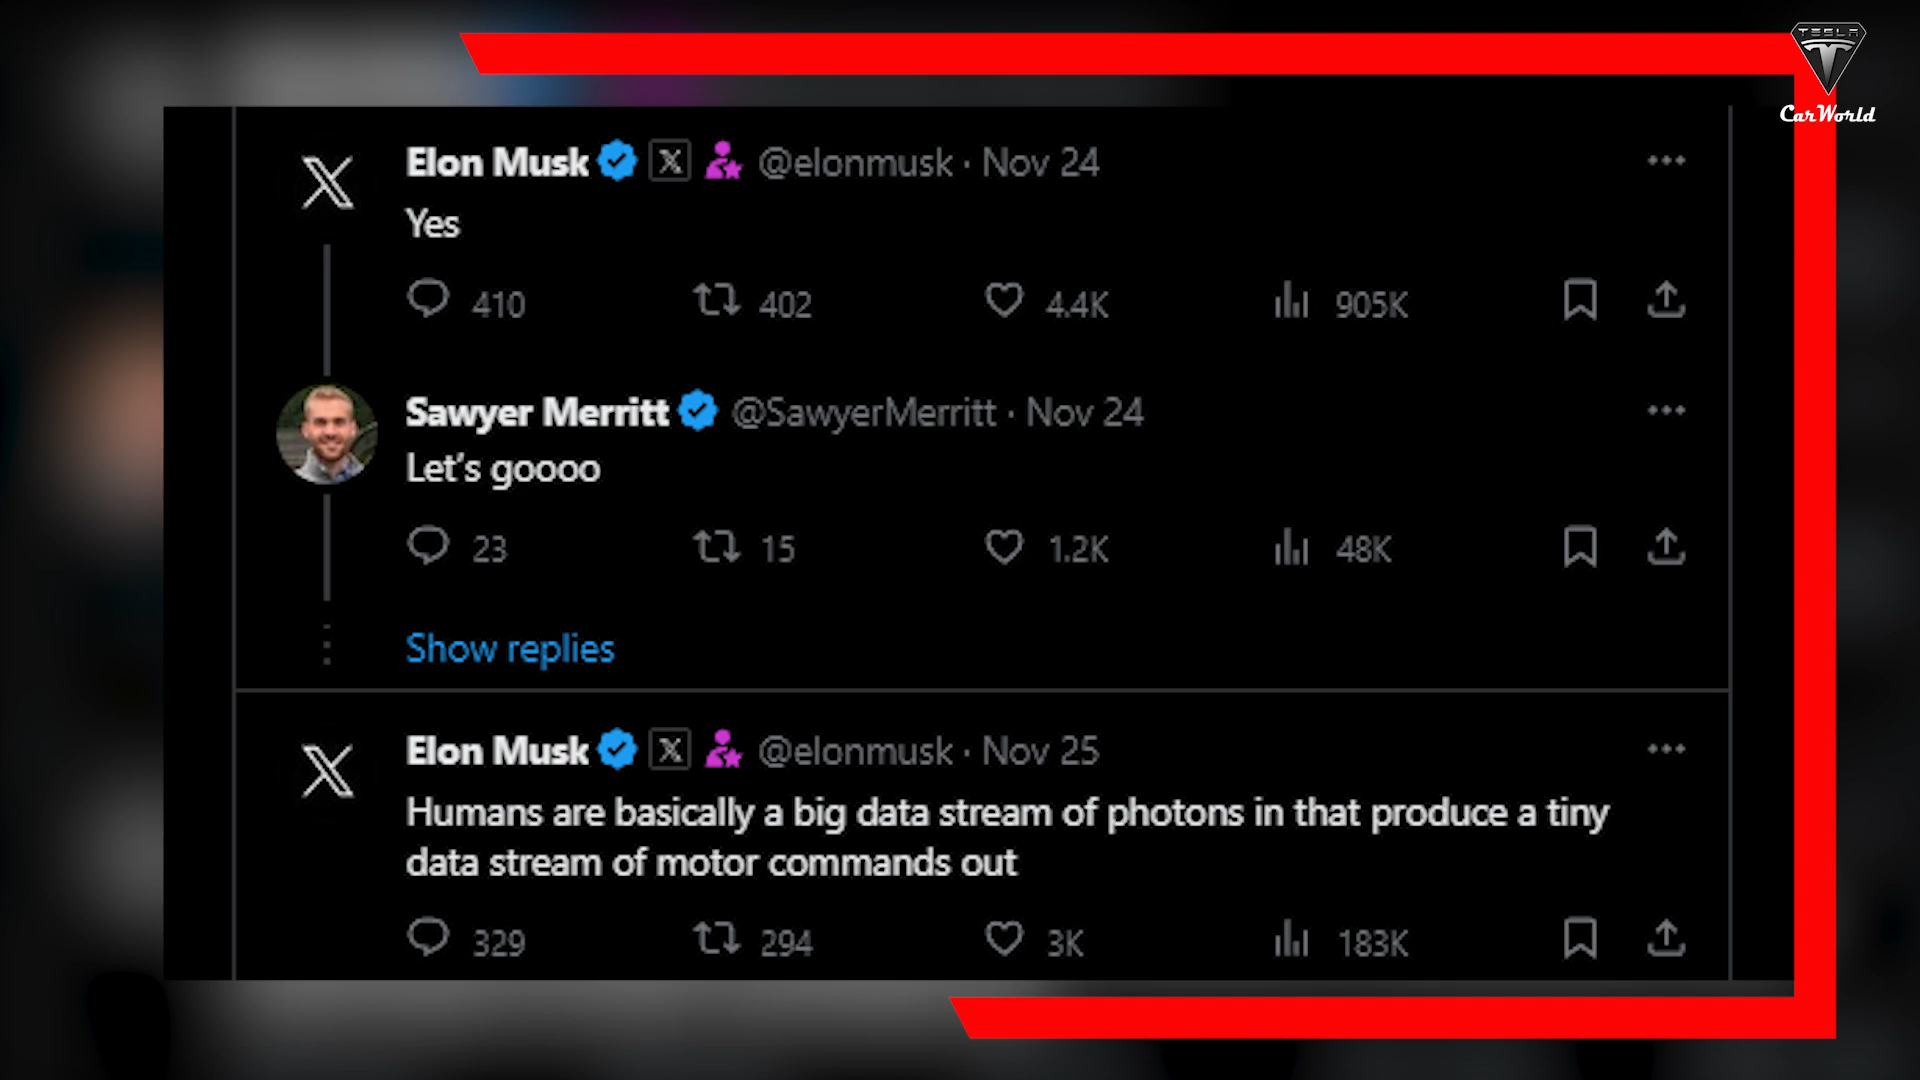 TESLA
CarWorld
Elon Musk @elonmusk · Nov 24
Yes
410 402 4.4K 905K
Sawyer Merritt @SawyerMerritt · Nov 24
Let's goooo
23 15 1.2K 48K
Show replies
Elon Musk @elonmusk · Nov 25
Humans are basically a big data stream of photons in that produce a tiny
data stream of motor commands out
329 294 3K 183K